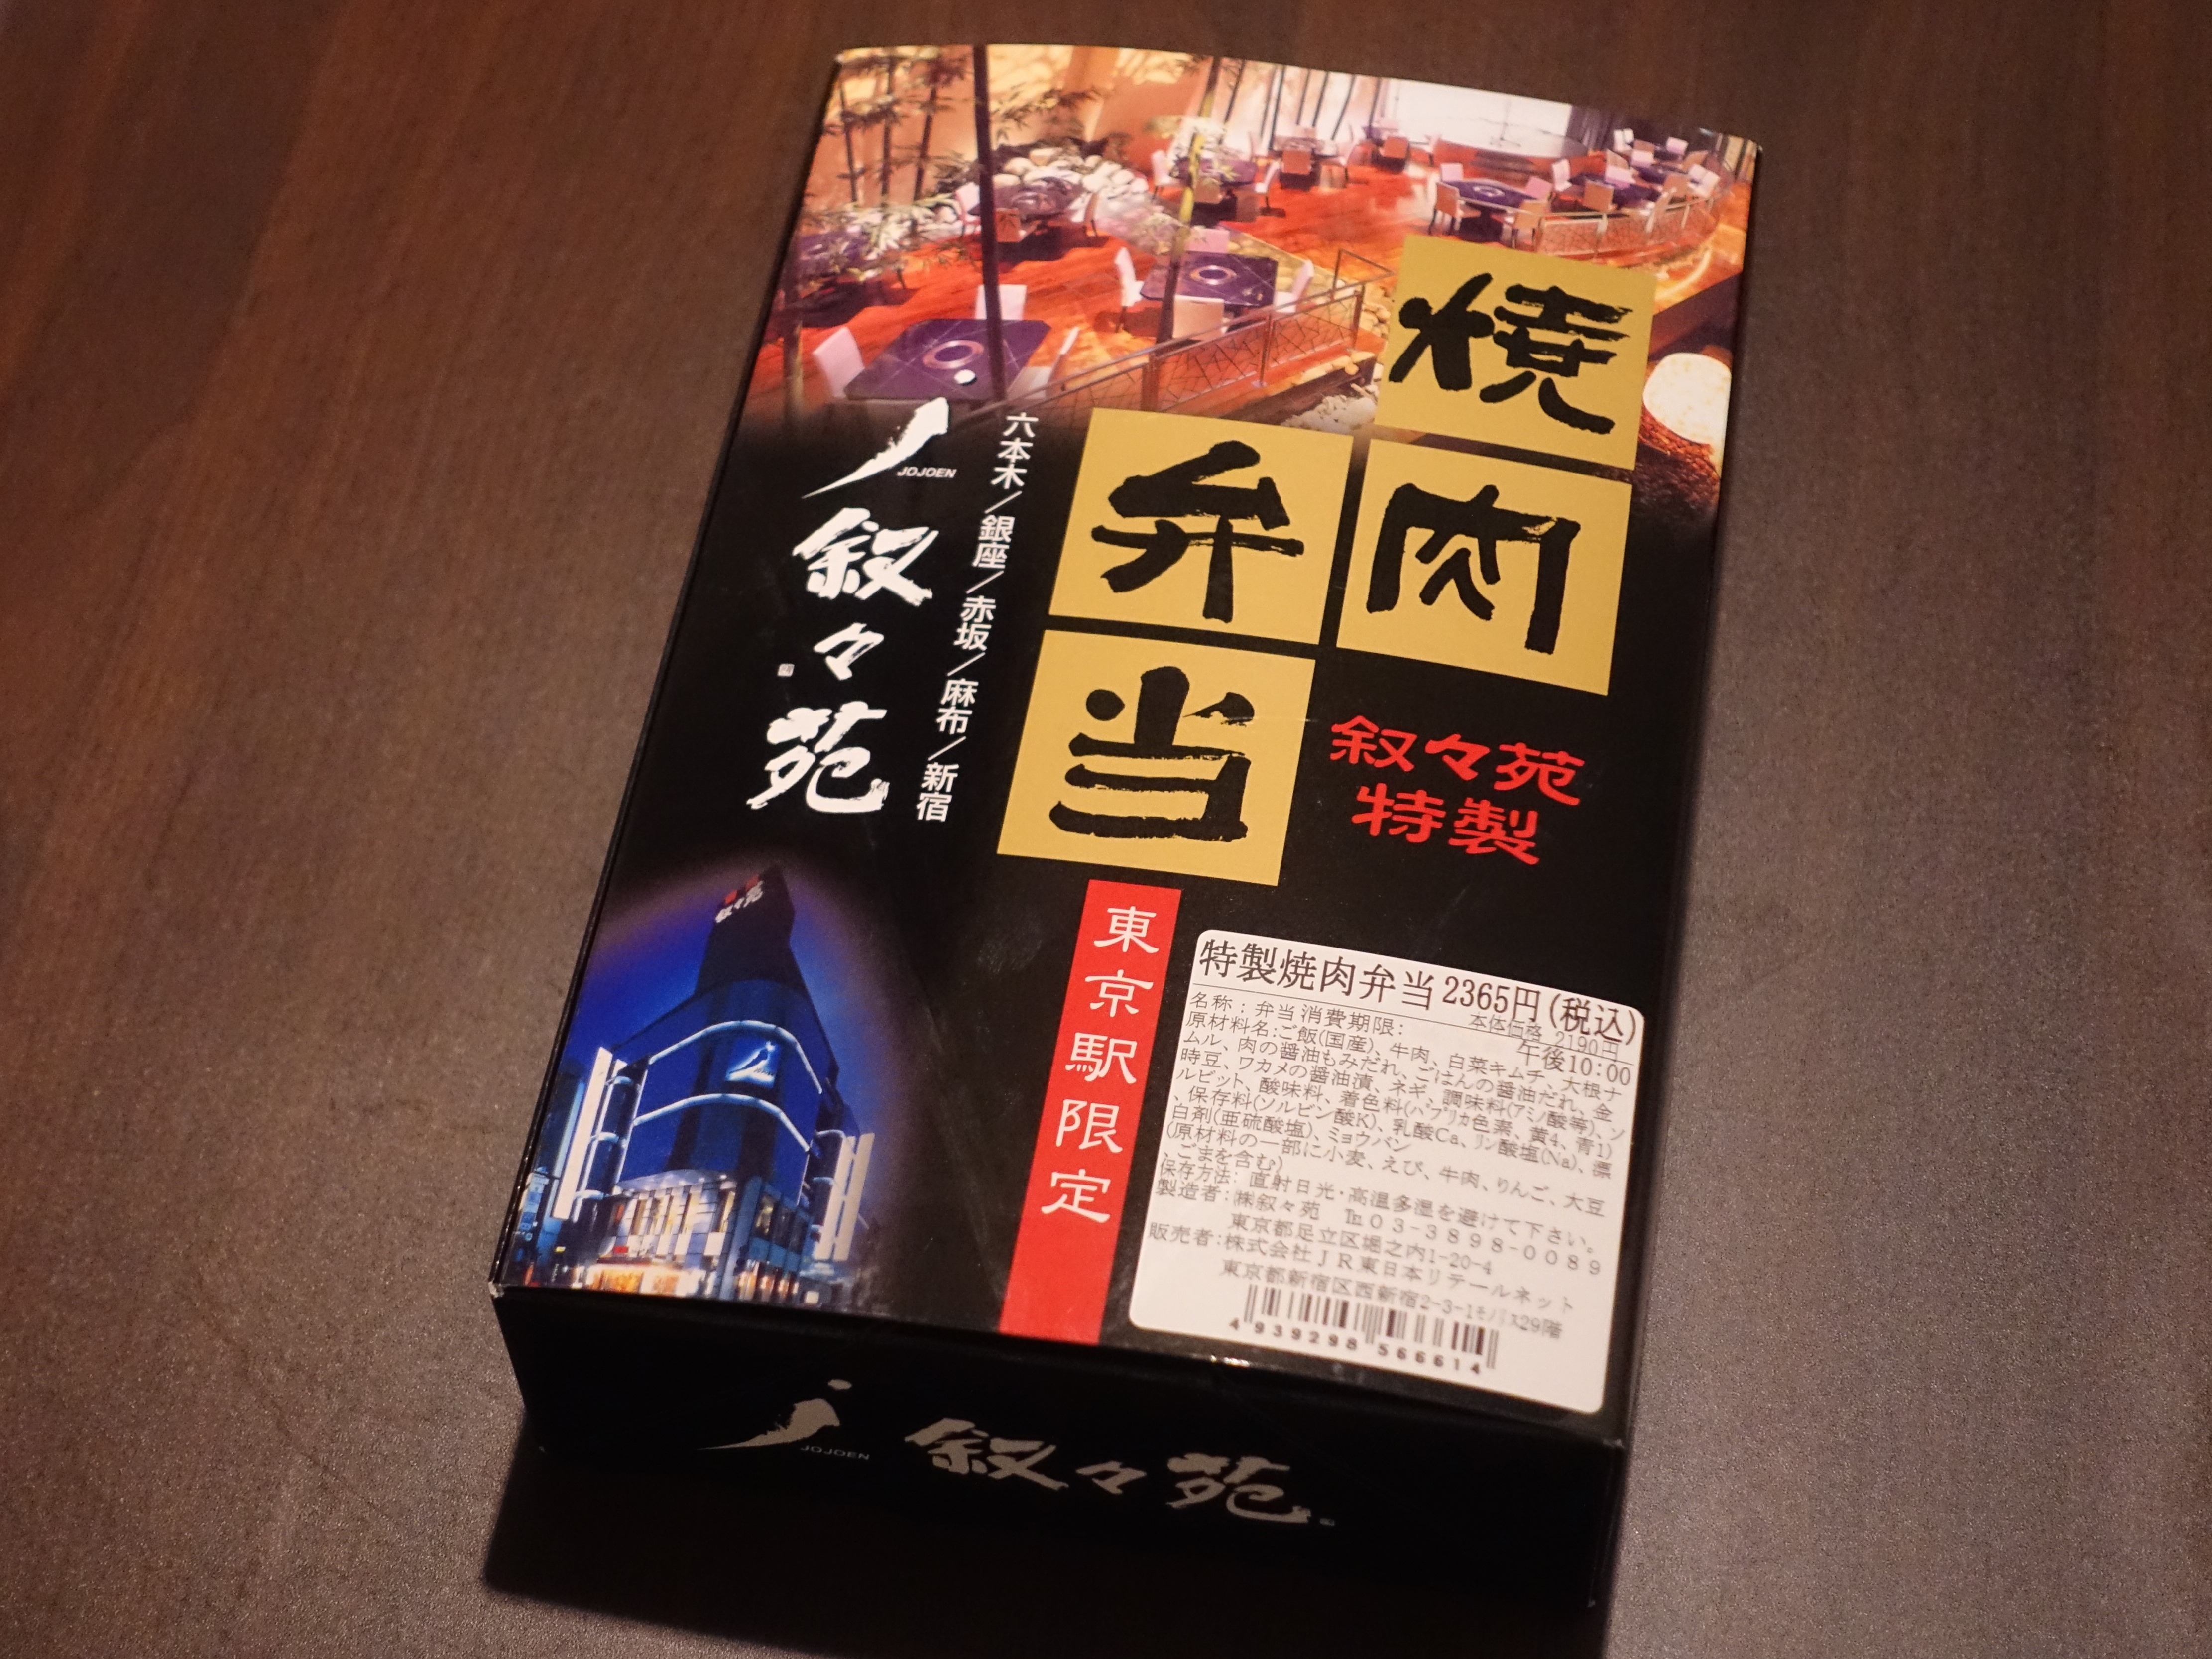 焼肉
弁当
叙々苑
特製
六本木／銀座／赤坂／麻布／新宿
JOJOEN
叙々苑
叙々苑
東京駅限定
特製焼肉弁当 2365円(税込)
本体価格 2190円
名称：弁当 消費期限： 午後10:00
原材料名:ご飯(国産)、牛肉、白菜キムチ、大根ナ
ムル、肉の醤油もみだれ、ごはんの醤油だれ、金
時豆、ワカメの醤油漬、ネギ、調味料(アミノ酸等)、ソ
ルビット、酸味料、着色料(パプリカ色素、黄4、青1)
、保存料(ソルビン酸K)、乳酸Ca、リン酸塩(Na)、漂
白剤(亜硫酸塩)、ミョウバン
(原材料の一部に小麦、えび、牛肉、りんご、大豆
、ごまを含む)
保存方法：直射日光・高温多湿を避けて下さい。
製造者：㈱叙々苑 ℡０３−３８９８−００８９
東京都足立区堀之内1-20-4
販売者：株式会社ＪＲ東日本リテールネット
東京都新宿区西新宿2-3-1ﾓﾉﾘｽ29階
4939298566614
JOJOEN 叙々苑